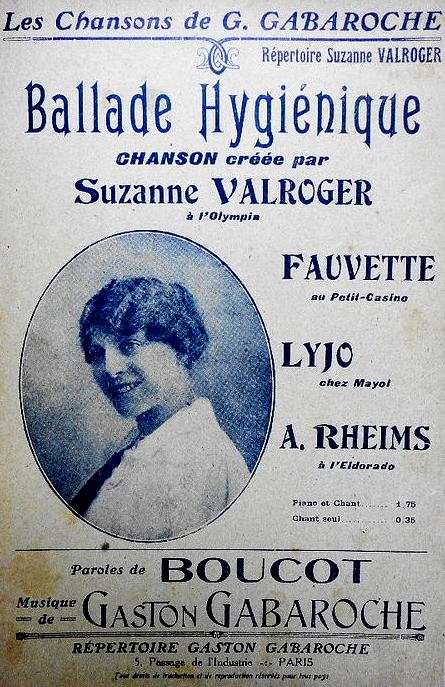 Les Chansons de G. GABAROCHE
Répertoire Suzanne VALROGER
Ballade Hygiénique
CHANSON créée par
Suzanne VALROGER
à l'Olympia
FAUVETTE
au Petit-Casino
LYJO
chez Mayol
A. RHEIMS
à l'Eldorado
Piano et Chant....... 1 75
Chant seul............ 0.35
Paroles de BOUCOT
Musique de GASTON GABAROCHE
RÉPERTOIRE GASTON GABAROCHE
5, Passage de l'Industrie -:- PARIS
Tous droits de traduction et de reproduction réservés pour tous pays